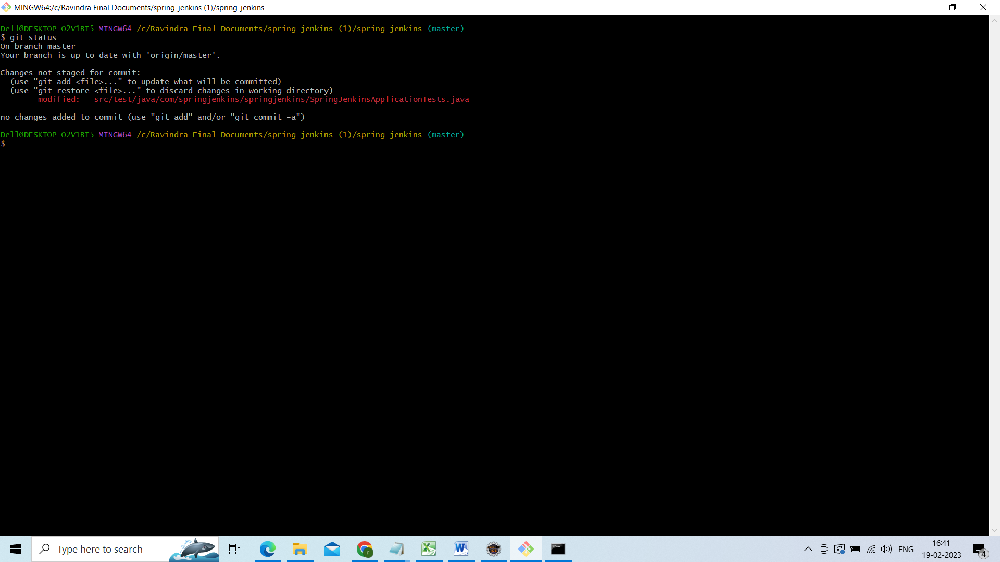 MINGW64:/c/Ravindra Final Documents/spring-jenkins (1)/spring-jenkins
Dell@DESKTOP-O2V1BI5 MINGW64 /c/Ravindra Final Documents/spring-jenkins (1)/spring-jenkins (master)
$ git status
On branch master
Your branch is up to date with 'origin/master'.
Changes not staged for commit:
(use "git add <file>..." to update what will be committed)
(use "git restore <file>..." to discard changes in working directory)
modified: src/test/java/com/springjenkins/springjenkins/SpringJenkinsApplicationTests.java
no changes added to commit (use "git add" and/or "git commit -a")
Dell@DESKTOP-O2V1BI5 MINGW64 /c/Ravindra Final Documents/spring-jenkins (1)/spring-jenkins (master)
$
Type here to search
ENG
16:41
19-02-2023
4